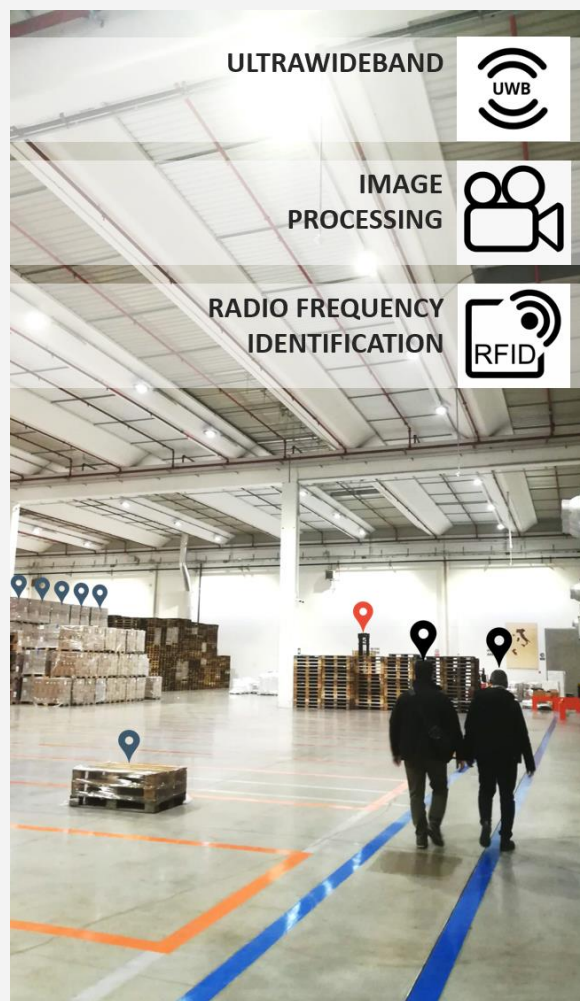 ULTRAWIDEBAND
UWB
IMAGE
PROCESSING
RADIO FREQUENCY
IDENTIFICATION
RFID